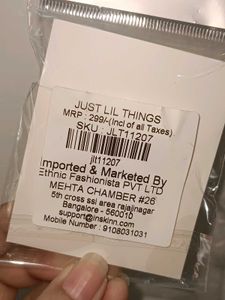 JUST LIL THINGS
MRP : 299/-(Incl of all Taxes)
SKU : JLT11207
jlt11207
Imported & Marketed By
Ethnic Fashionista PVT LTD
MEHTA CHAMBER #26
5th cross ssi area rajajinagar
Bangalore - 560010
support@inskinn.com
Mobile Number : 9108031031